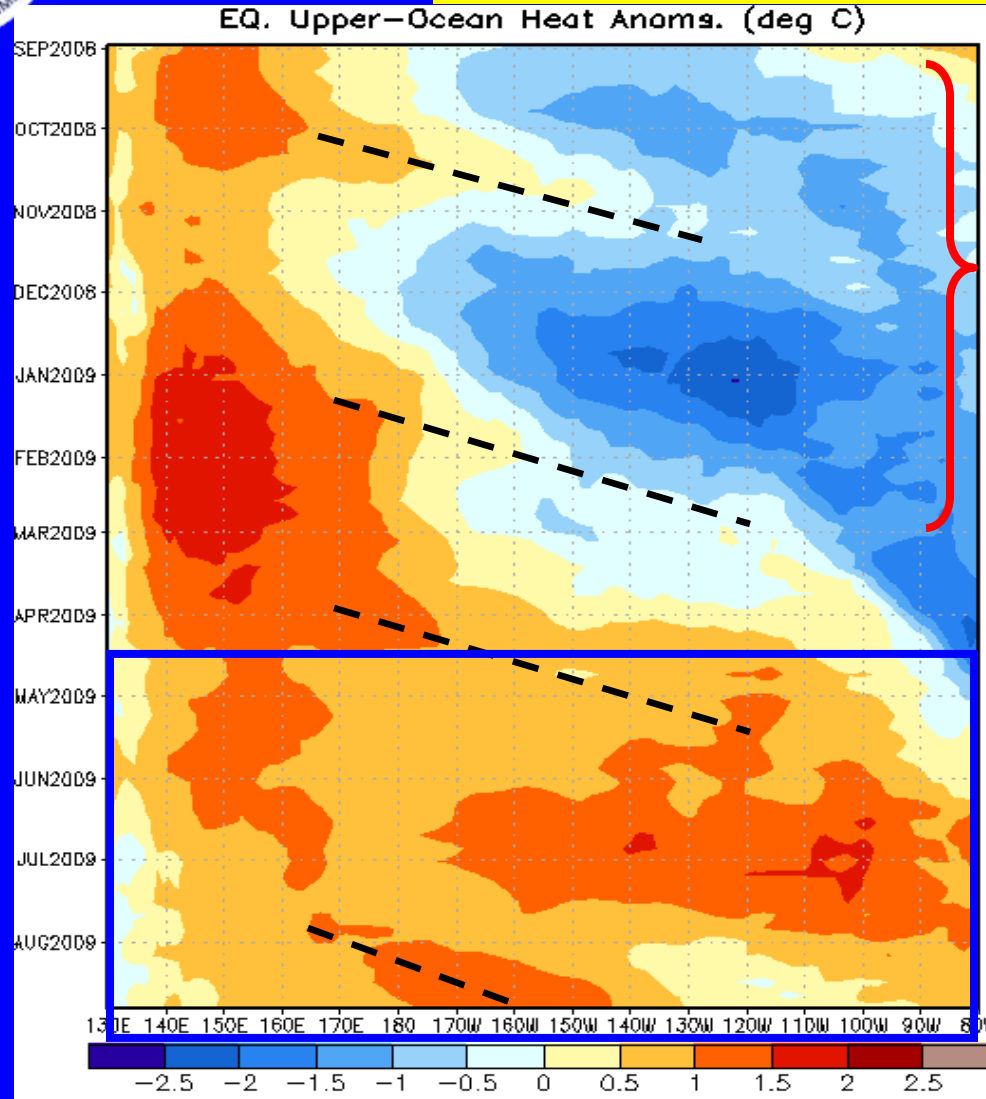 EQ. Upper-Ocean Heat Anoms. (deg C)
SEP2008
OCT2008
NOV2008
DEC2008
JAN2009
FEB2009
MAR2009
APR2009
MAY2009
JUN2009
JUL2009
AUG2009
130E 140E 150E 160E 170E 180 170W 160W 150W 140W 130W 120W 110W 100W 90W 80W
-2.5 -2 -1.5 -1 -0.5 0 0.5 1 1.5 2 2.5